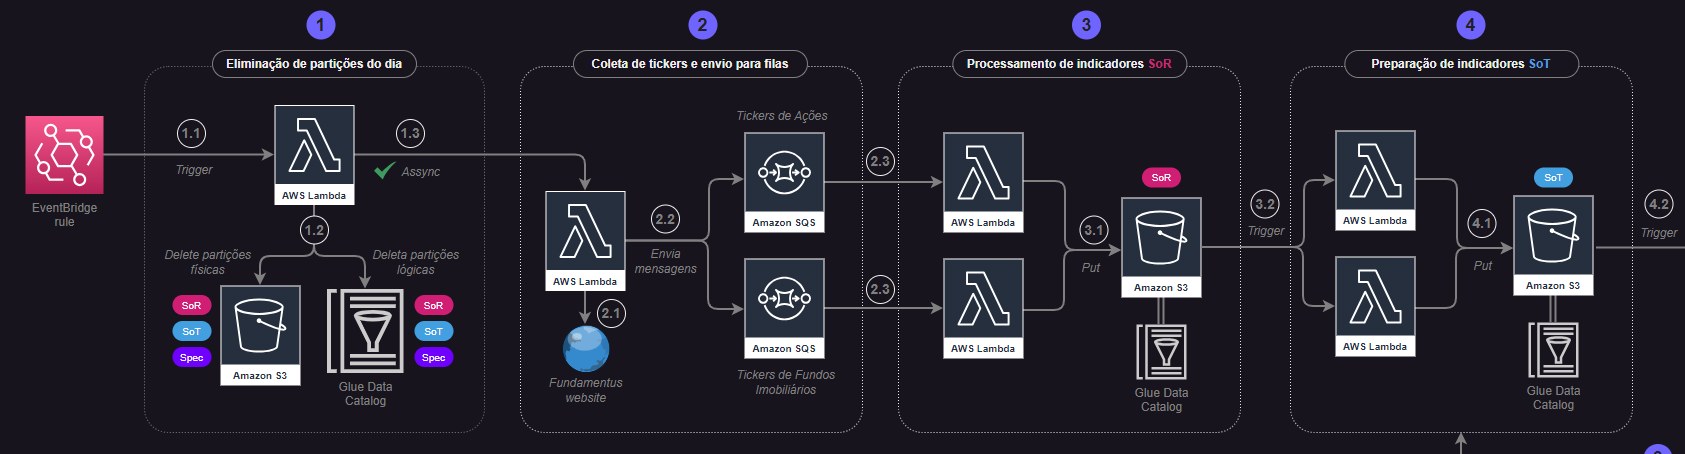 1
2
3
4
Eliminação de partições do dia
Coleta de tickers e envio para filas
Processamento de indicadores SoR
Preparação de indicadores SoT
EventBridge
rule
1.1
Trigger
AWS Lambda
1.3
Assync
1.2
Delete partições
físicas
Delete partições
lógicas
SoR
SoT
Spec
Amazon S3
Glue Data
Catalog
SoR
SoT
Spec
AWS Lambda
2.1
Fundamentus
website
2.2
Envia
mensagens
Tickers de Ações
Amazon SQS
Amazon SQS
Tickers de Fundos
Imobiliários
2.3
2.3
AWS Lambda
AWS Lambda
3.1
Put
SoR
Amazon S3
Glue Data
Catalog
3.2
Trigger
AWS Lambda
AWS Lambda
4.1
Put
SoT
Amazon S3
Glue Data
Catalog
4.2
Trigger